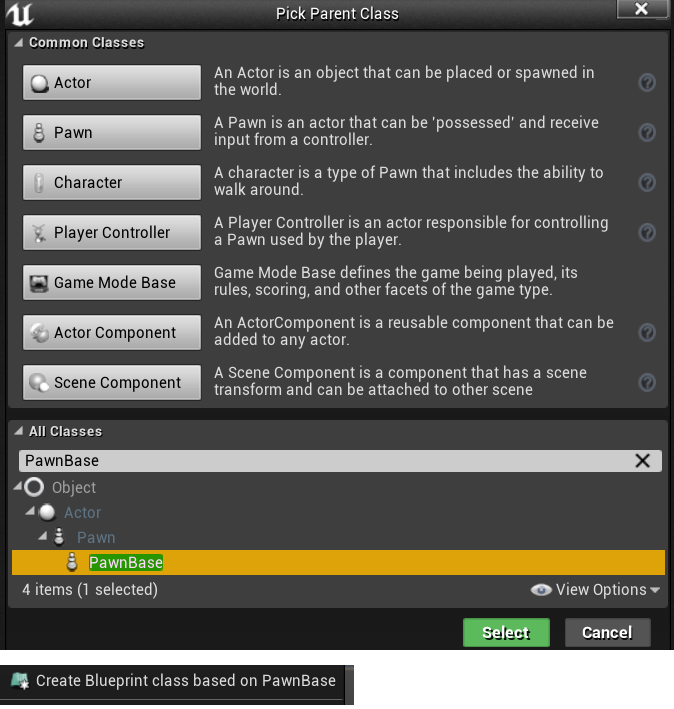 Pick Parent Class
Common Classes
Actor
An Actor is an object that can be placed or spawned in
the world.
Pawn
A Pawn is an actor that can be 'possessed' and receive
input from a controller.
Character
A character is a type of Pawn that includes the ability to
walk around.
Player Controller
A Player Controller is an actor responsible for controlling
a Pawn used by the player.
Game Mode Base
Game Mode Base defines the game being played, its
rules, scoring, and other facets of the game type.
Actor Component
An ActorComponent is a reusable component that can be
added to any actor.
Scene Component
A Scene Component is a component that has a scene
transform and can be attached to other scene
All Classes
PawnBase
Object
Actor
Pawn
PawnBase
4 items (1 selected)
View Options
Select
Cancel
Create Blueprint class based on PawnBase